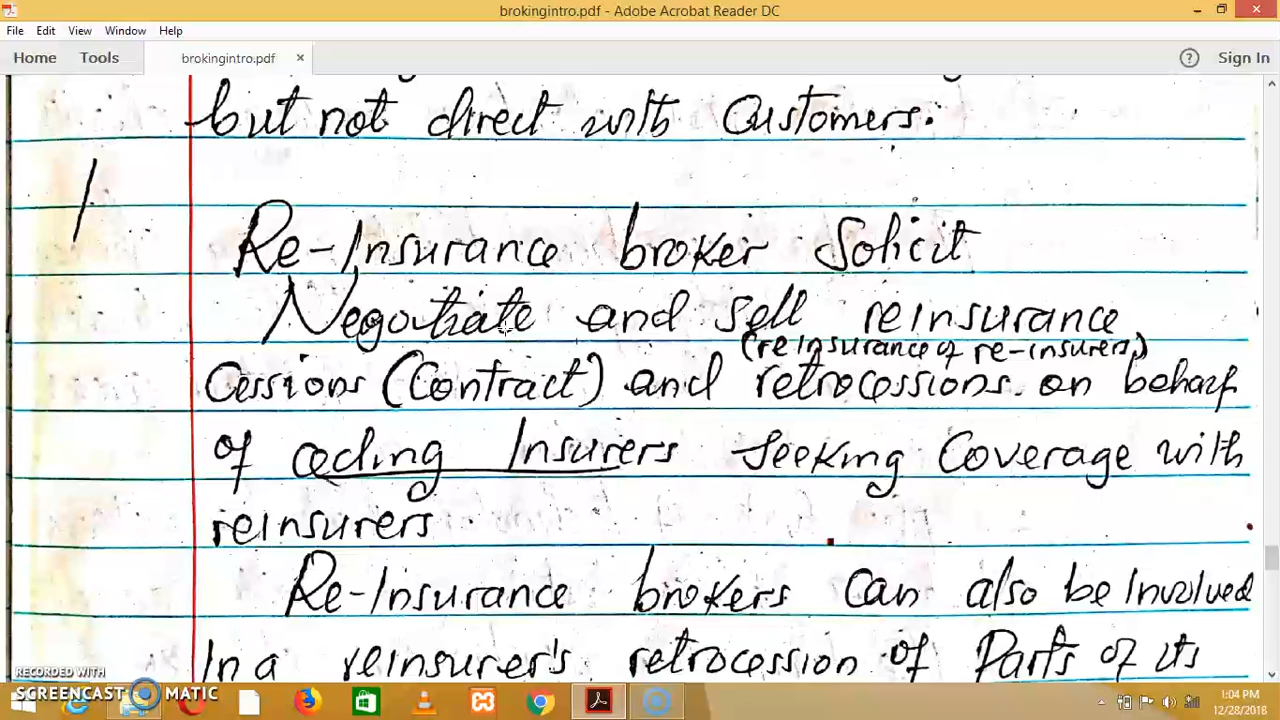 brokingintro.pdf - Adobe Acrobat Reader DC
File Edit View Window Help
Home Tools brokingintro.pdf × ? Sign In
but not direct with Customers.
Re-Insurance broker Solicit
Negotiate and Sell reinsurance
(reinsurance of re-insurers)
Cessions (Contract) and retrocessions on behalf
of ceding Insurers Seeking Coverage with
reinsurers
Re-Insurance brokers Can also be Involved
In a reinsurer's retrocession of Parts of its
RECORDED WITH
SCREENCAST MATIC
1:04 PM
12/28/2018